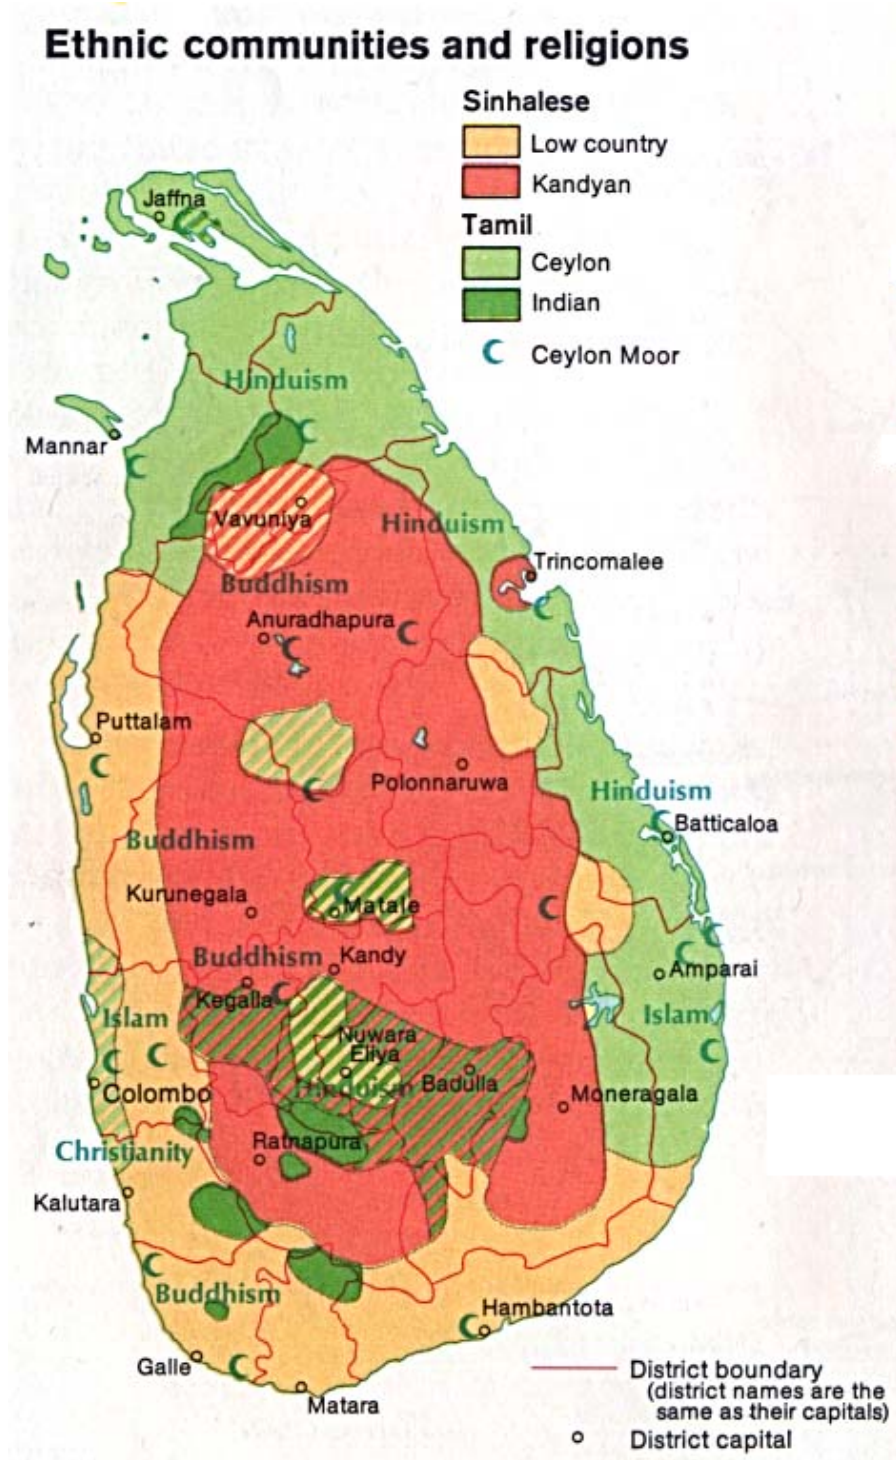 Ethnic communities and religions
Sinhalese
Low country
Kandyan
Tamil
Ceylon
Indian
Ceylon Moor
Jaffna
Hinduism
Mannar
Vavuniya
Hinduism
Trincomalee
Buddhism
Anuradhapura
Puttalam
Polonnaruwa
Hinduism
Batticaloa
Buddhism
Kurunegala
Matale
Buddhism
Kandy
Amparai
Kegalla
Islam
Islam
Nuwara
Eliya
Hinduism
Badulla
Colombo
Moneragala
Christianity
Ratnapura
Kalutara
Buddhism
Hambantota
Galle
Matara
District boundary
(district names are the
same as their capitals)
District capital